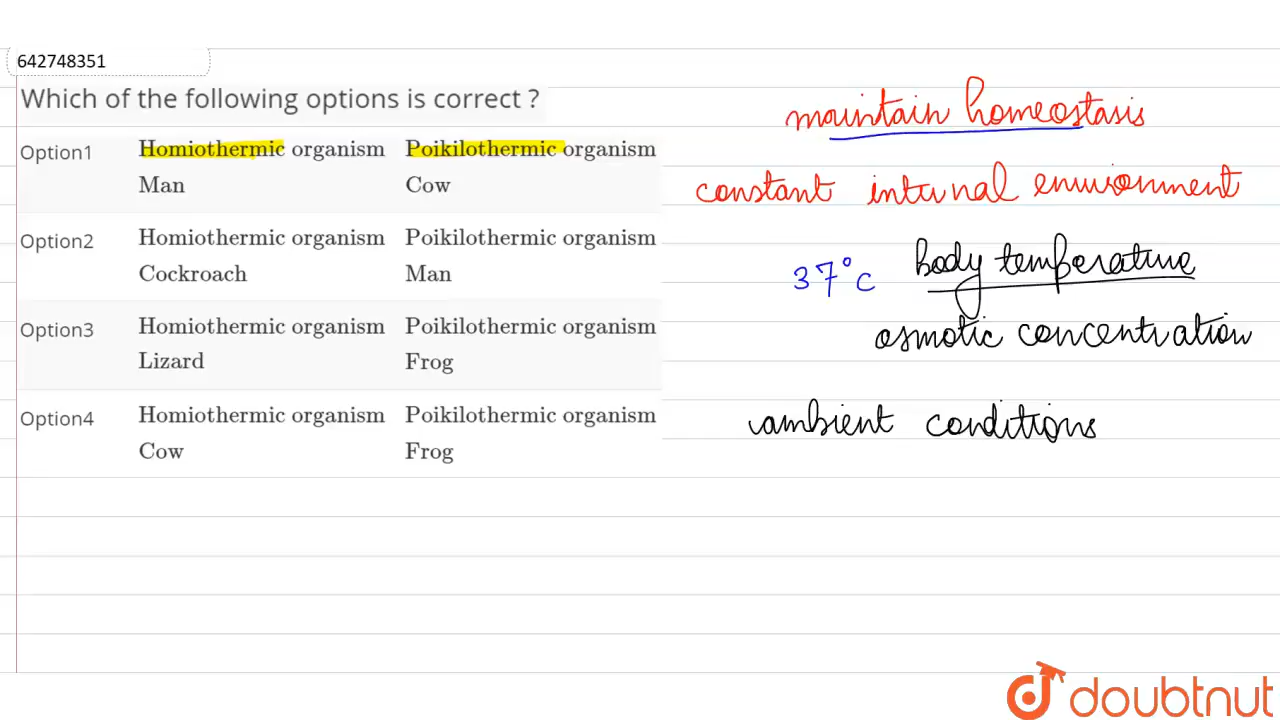 642748351
Which of the following options is correct ?
Option1 Homiothermic organism Poikilothermic organism
Man Cow
Option2 Homiothermic organism Poikilothermic organism
Cockroach Man
Option3 Homiothermic organism Poikilothermic organism
Lizard Frog
Option4 Homiothermic organism Poikilothermic organism
Cow Frog
maintain homeostasis
constant internal environment
37°C body temperature
osmotic concentration
ambient conditions
doubtnut